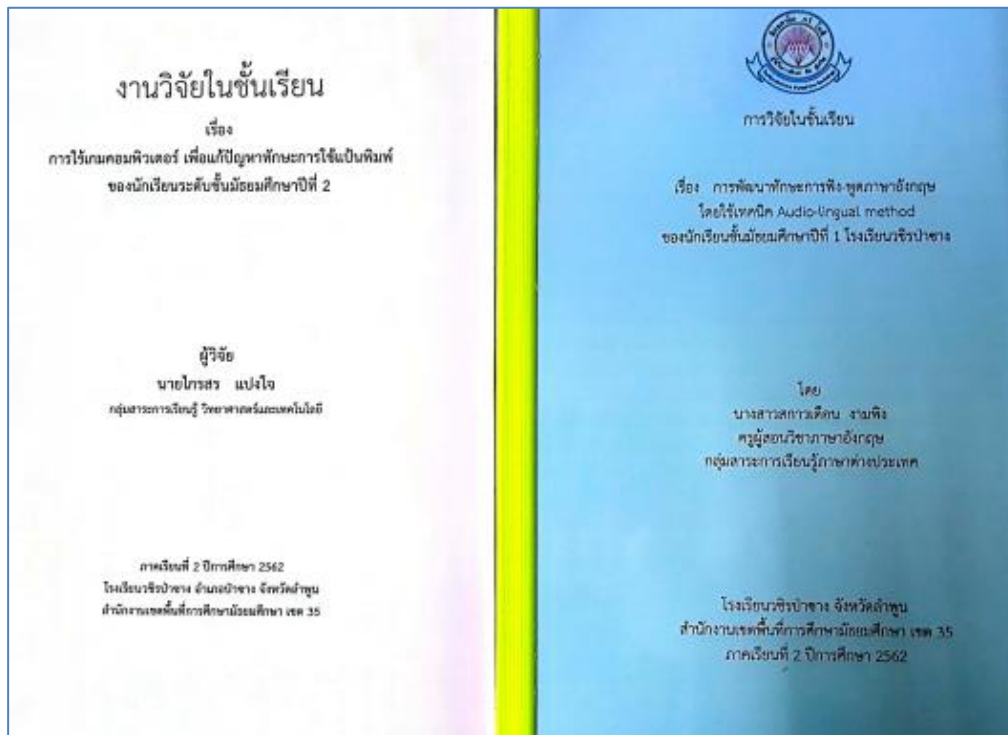 งานวิจัยในชั้นเรียน
เรื่อง
การใช้เกมคอมพิวเตอร์ เพื่อแก้ปัญหาทักษะการใช้แป้นพิมพ์
ของนักเรียนระดับชั้นมัธยมศึกษาปีที่ 2
ผู้วิจัย
นายไกรสร แปงใจ
กลุ่มสาระการเรียนรู้ วิทยาศาสตร์และเทคโนโลยี
ภาคเรียนที่ 2 ปีการศึกษา 2562
โรงเรียนวชิรป่าซาง อำเภอป่าซาง จังหวัดลำพูน
สำนักงานเขตพื้นที่การศึกษามัธยมศึกษา เขต 35
การวิจัยในชั้นเรียน
เรื่อง การพัฒนาทักษะการฟัง-พูดภาษาอังกฤษ
โดยใช้เทคนิค Audio-lingual method
ของนักเรียนชั้นมัธยมศึกษาปีที่ 1 โรงเรียนวชิรป่าซาง
โดย
นางสาวสกาวเดือน งามพิง
ครูผู้สอนวิชาภาษาอังกฤษ
กลุ่มสาระการเรียนรู้ภาษาต่างประเทศ
โรงเรียนวชิรป่าซาง จังหวัดลำพูน
สำนักงานเขตพื้นที่การศึกษามัธยมศึกษา เขต 35
ภาคเรียนที่ 2 ปีการศึกษา 2562